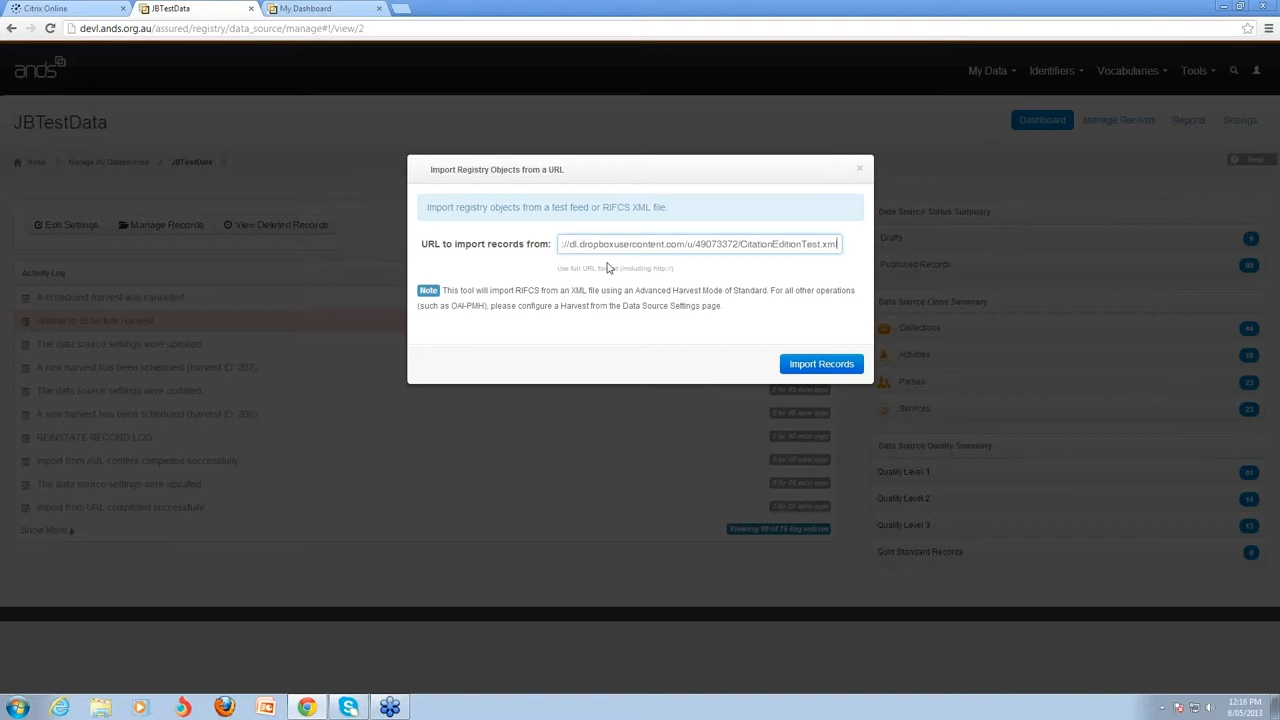 Citrix Online
JBTestData
My Dashboard
devl.ands.org.au/assured/registry/data_source/manage#!/view/2
ands
My Data
Identifiers
Vocabularies
Tools
JBTestData
Dashboard
Manage Records
Reports
Settings
Home
Manage My Datasources
JBTestData
Help
Edit Settings
Manage Records
View Deleted Records
Activity Log
A scheduled harvest was cancelled
Unable to Schedule Harvest
The data source settings were updated
A new harvest has been scheduled (harvest ID: 207)
The data source settings were updated
A new harvest has been scheduled (harvest ID: 206)
REINSTATE RECORD LOG
Import from XML content completed successfully
The data source settings were updated
Import from URL completed successfully
Show More
Import Registry Objects from a URL
×
Import registry objects from a test feed or RIFCS XML file.
URL to import records from:
://dl.dropboxusercontent.com/u/49073372/CitationEditionTest.xml
Use full URL (including http://)
Note This tool will import RIFCS from an XML file using an Advanced Harvest Mode of Standard. For all other operations
(such as OAI-PMH), please configure a Harvest from the Data Source Settings page.
Import Records
Data Source Status Summary
Drafts
Published Records
Data Source Class Summary
Collections 44
Activities
Parties 23
Services 23
Data Source Quality Summary
Quality Level 1
Quality Level 2
Quality Level 3
Gold Standard Records
12:16 PM
8/05/2013